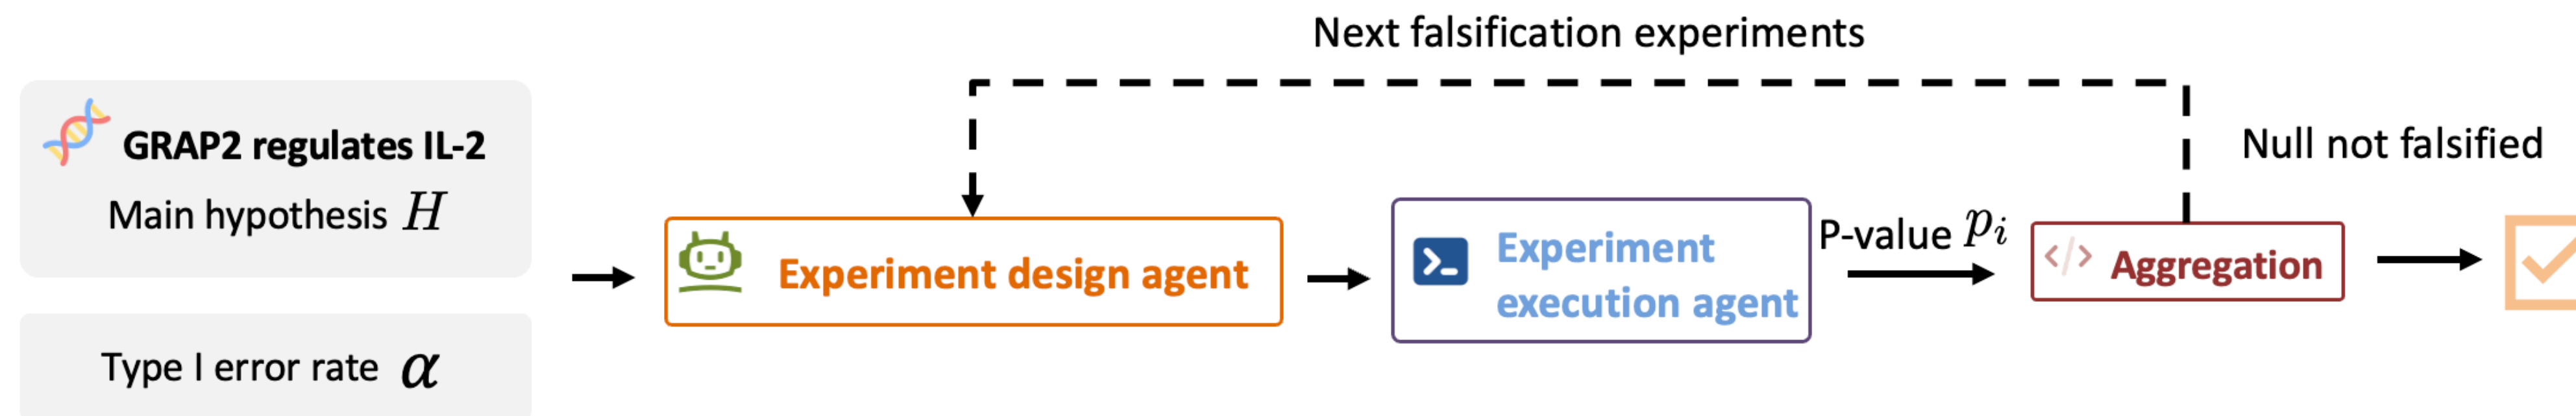 Next falsification experiments
GRAP2 regulates IL-2
Main hypothesis H
Null not falsified
Experiment design agent
Experiment
execution agent
P-value pᵢ
</> Aggregation
Type I error rate α